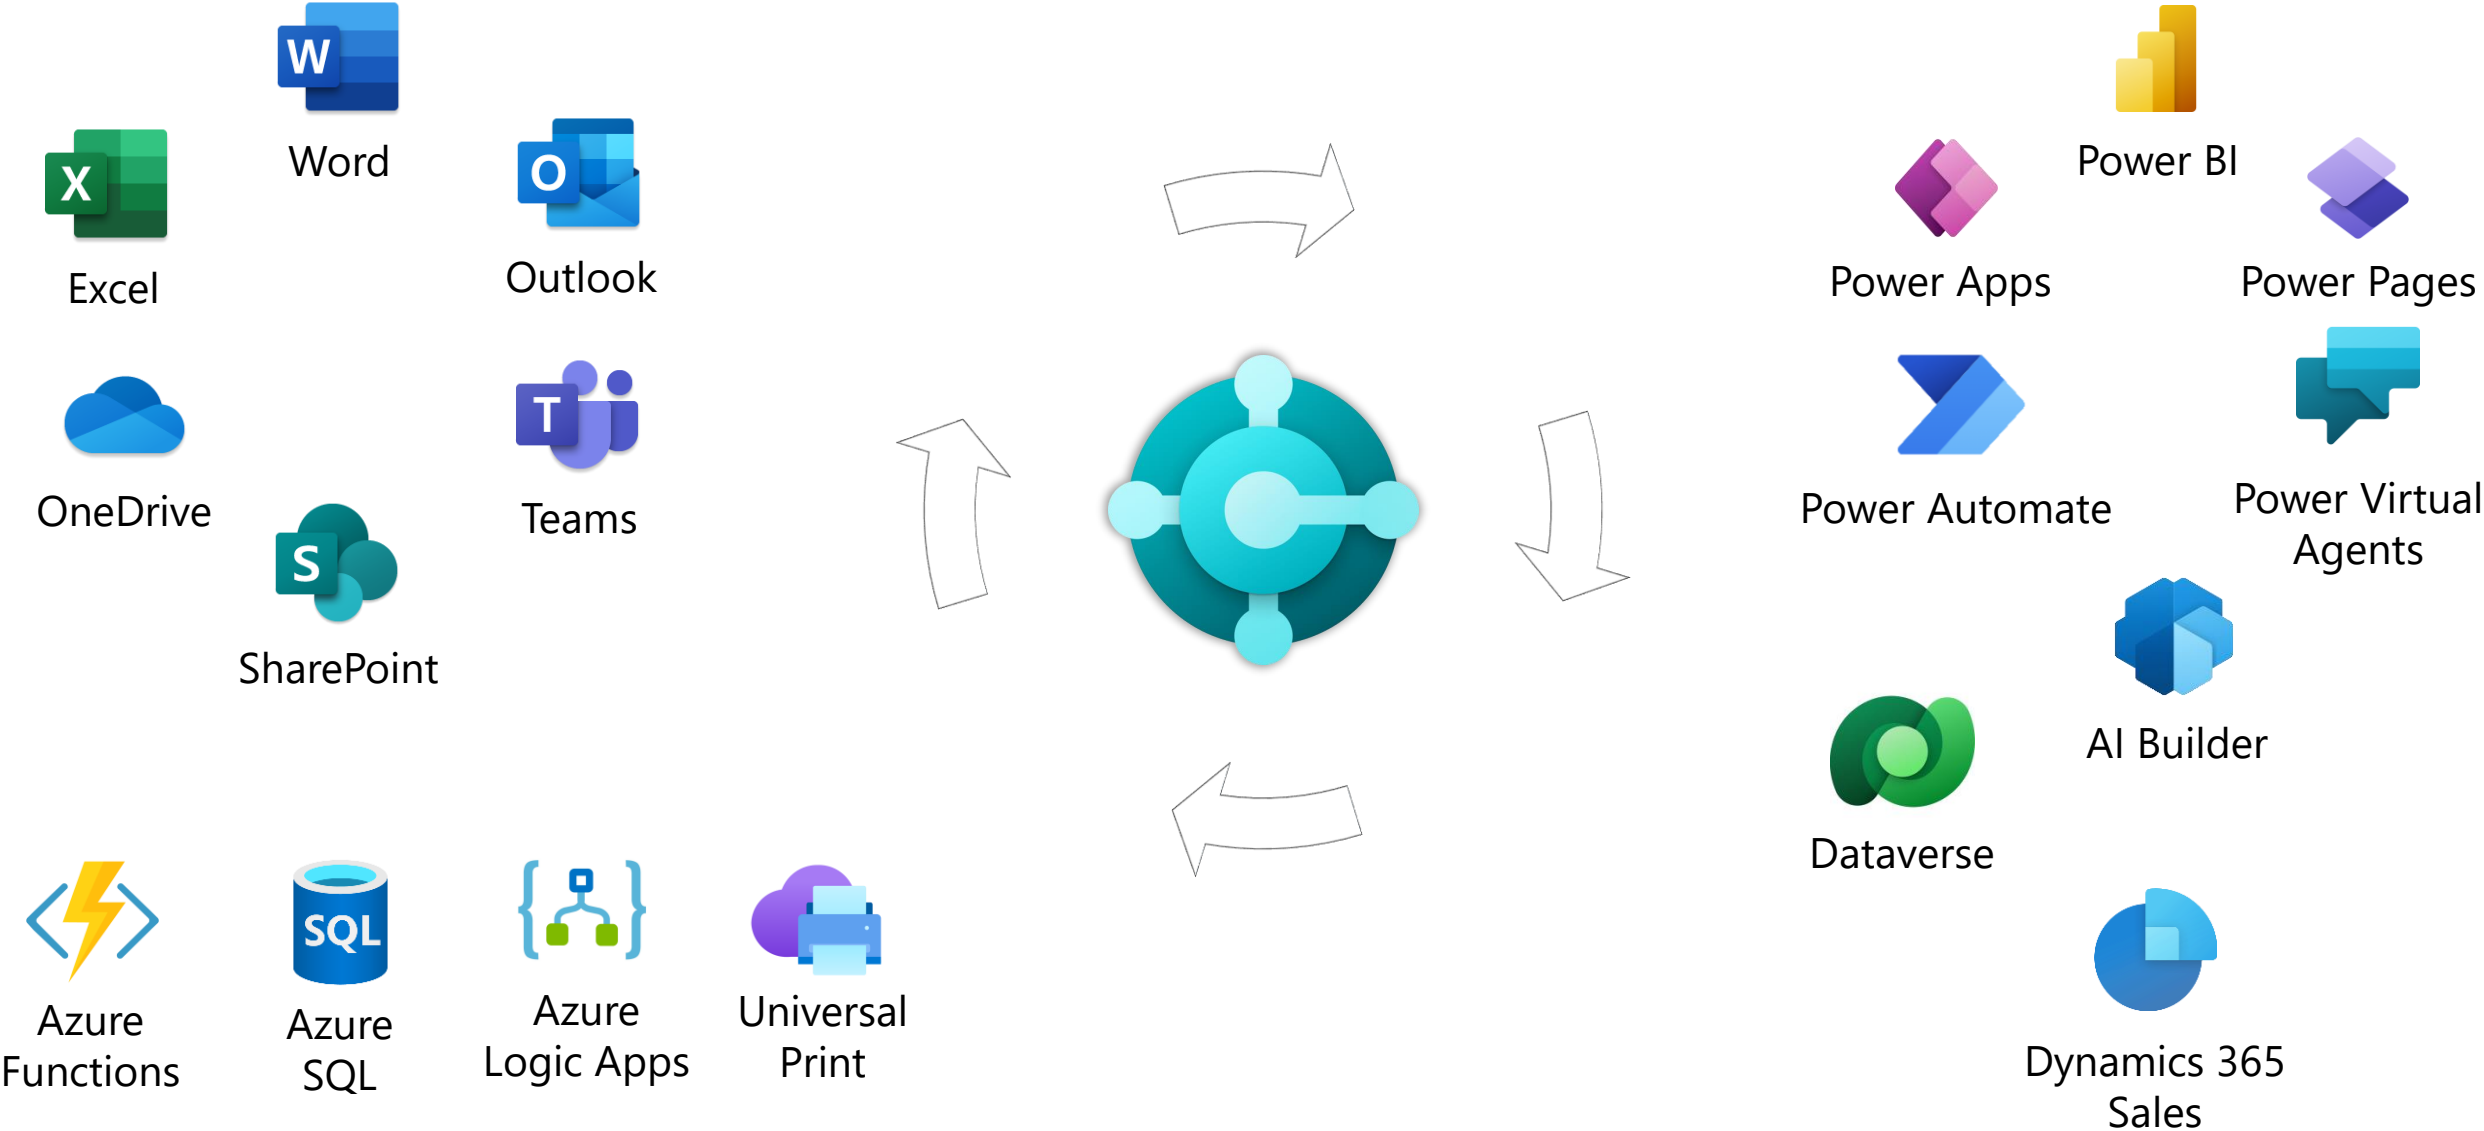 W
Word
X
Excel
O
Outlook
OneDrive
T
Teams
S
SharePoint
Azure
Functions
SQL
Azure
SQL
Azure
Logic Apps
Universal
Print
Power BI
Power Apps
Power Pages
Power Automate
Power Virtual
Agents
AI Builder
Dataverse
Dynamics 365
Sales